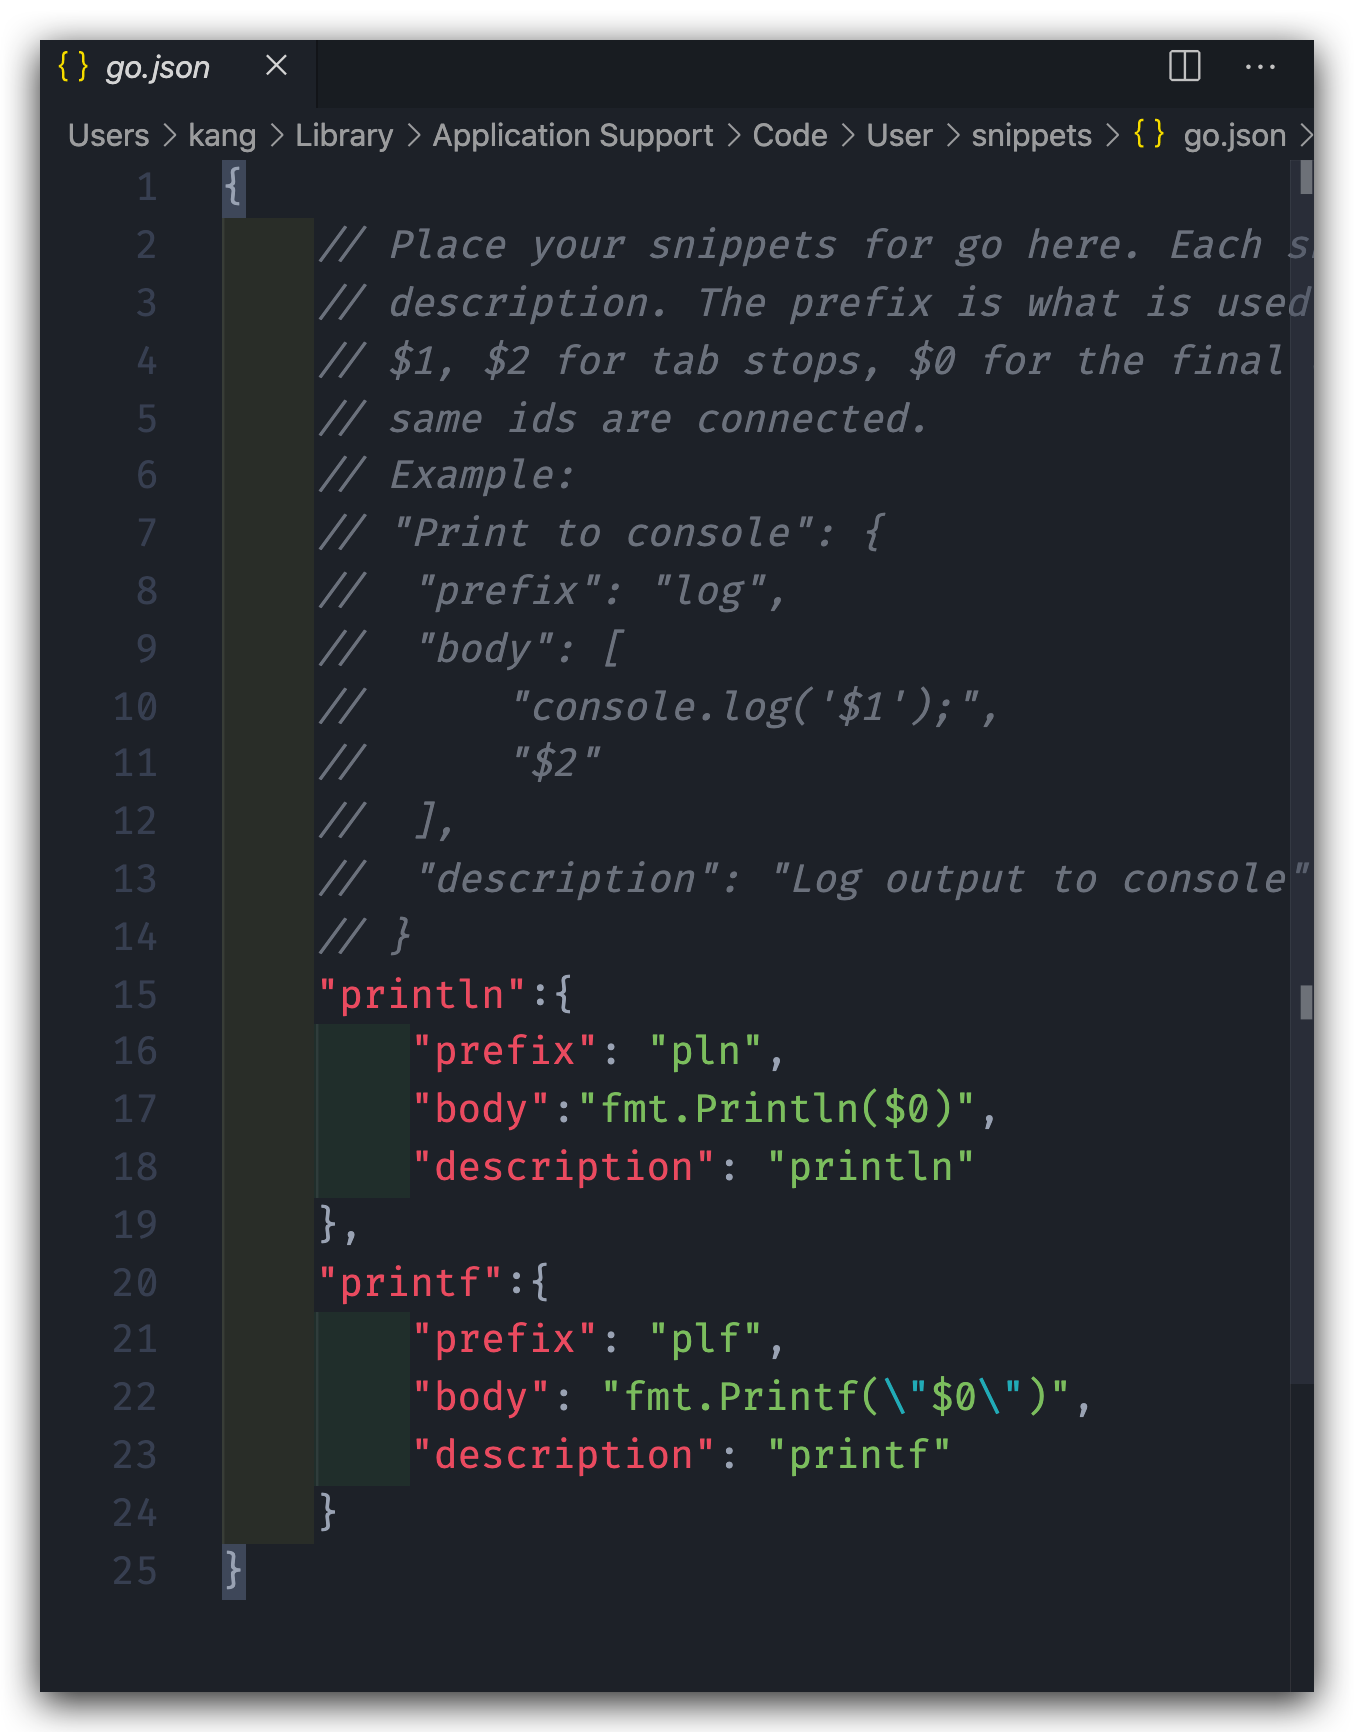 { } go.json × ...
Users > kang > Library > Application Support > Code > User > snippets > { } go.json >
1 {
2 // Place your snippets for go here. Each
3 // description. The prefix is what is used
4 // $1, $2 for tab stops, $0 for the final
5 // same ids are connected.
6 // Example:
7 // "Print to console": {
8 //  "prefix": "log",
9 //  "body": [
10 //      "console.log('$1');",
11 //      "$2"
12 //  ],
13 //  "description": "Log output to console"
14 // }
15 "println":{
16 "prefix": "pln",
17 "body":"fmt.Println($0)",
18 "description": "println"
19 },
20 "printf":{
21 "prefix": "plf",
22 "body": "fmt.Printf(\"$0\")",
23 "description": "printf"
24 }
25 }